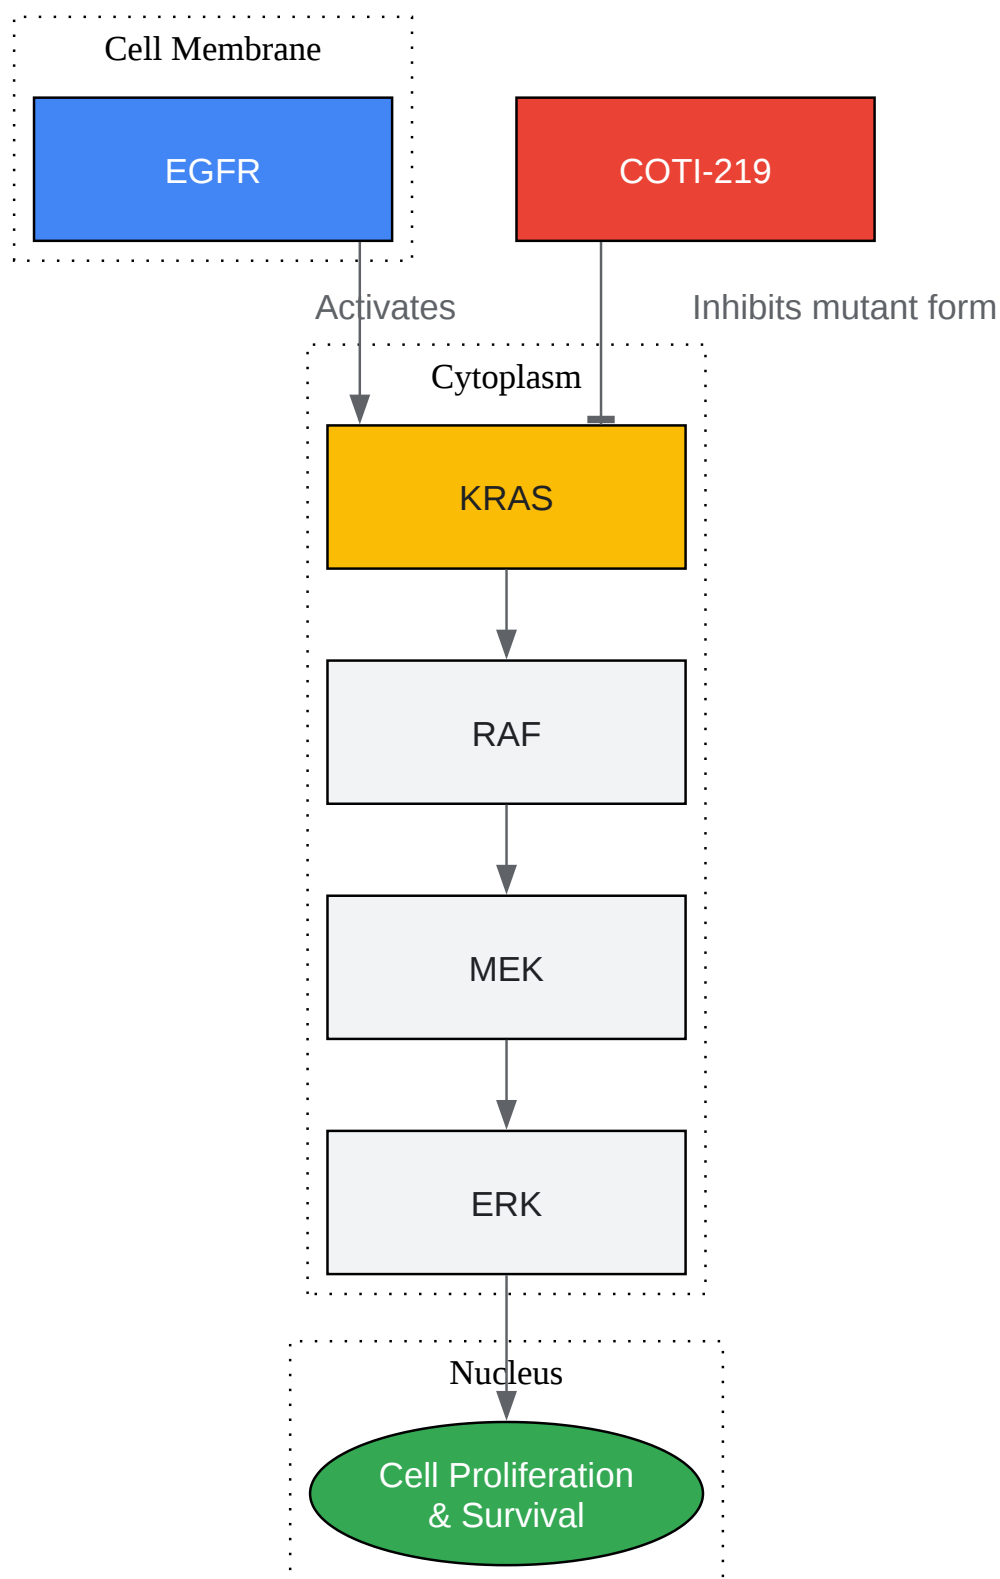 Cell Membrane
EGFR
COTI-219
Activates
Inhibits mutant form
Cytoplasm
KRAS
RAF
MEK
ERK
Nucleus
Cell Proliferation
& Survival